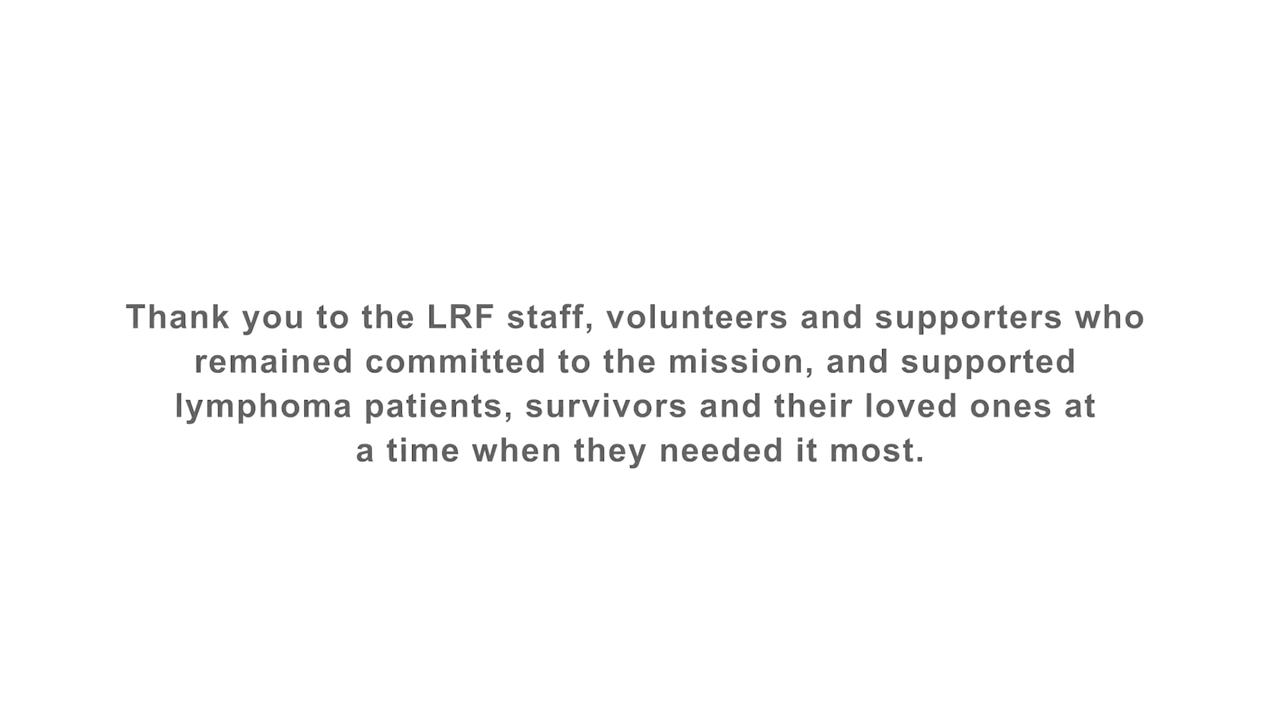 Thank you to the LRF staff, volunteers and supporters who
remained committed to the mission, and supported
lymphoma patients, survivors and their loved ones at
a time when they needed it most.